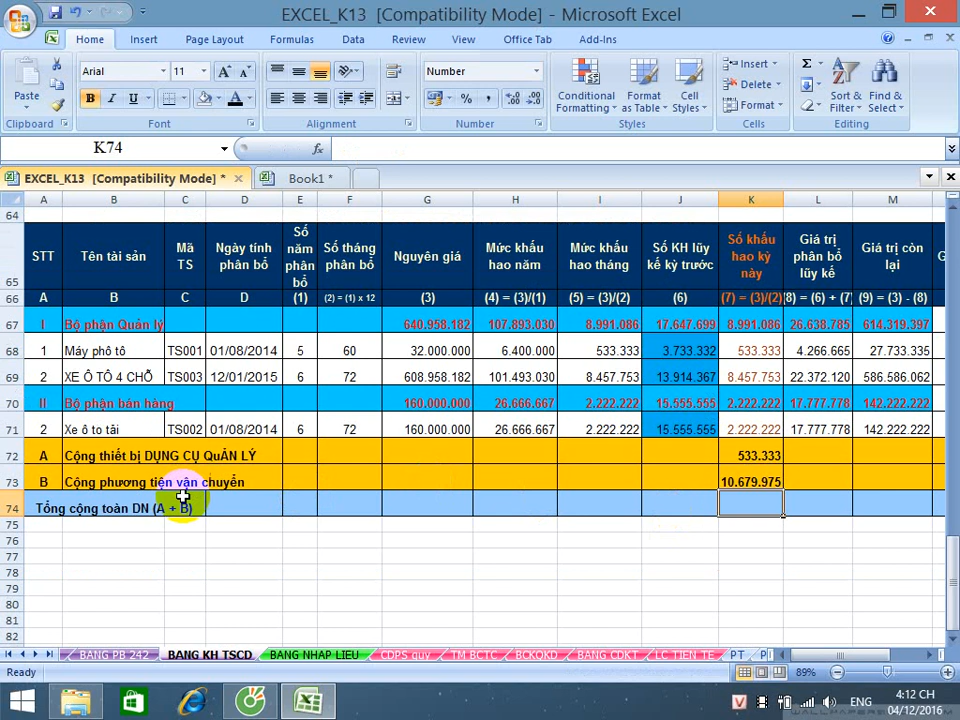 EXCEL_K13 [Compatibility Mode] - Microsoft Excel
Home Insert Page Layout Formulas Data Review View Office Tab Add-Ins
Paste Arial 11 B I U Number % , Conditional Formatting Format as Table Cell Styles Insert Delete Format Σ Sort & Filter Find & Select
Clipboard Font Alignment Number Styles Cells Editing
K74 fx
EXCEL_K13 [Compatibility Mode] * Book1 *
A B C D E F G H I J K L M
64
65 STT Tên tài sản Mã TS Ngày tính phân bổ Số năm phân bổ Số tháng phân bổ Nguyên giá Mức khấu hao năm Mức khấu hao tháng Số KH lũy kế kỳ trước Số khấu hao kỳ này Giá trị phân bổ lũy kế Giá trị còn lại G
66 A B C D (1) (2) = (1) x 12 (3) (4) = (3)/(1) (5) = (3)/(2) (6) (7) = (3)/(2) (8) = (6) + (7) (9) = (3) - (8)
67 I Bộ phận Quản lý 640.958.182 107.893.030 8.991.086 17.647.699 8.991.086 26.638.785 614.319.397
68 1 Máy phô tô TS001 01/08/2014 5 60 32.000.000 6.400.000 533.333 3.733.332 533.333 4.266.665 27.733.335
69 2 XE Ô TÔ 4 CHỖ TS003 12/01/2015 6 72 608.958.182 101.493.030 8.457.753 13.914.367 8.457.753 22.372.120 586.586.062
70 II Bộ phận bán hàng 160.000.000 26.666.667 2.222.222 15.555.555 2.222.222 17.777.778 142.222.222
71 2 Xe ô to tải TS002 01/08/2014 6 72 160.000.000 26.666.667 2.222.222 15.555.555 2.222.222 17.777.778 142.222.222
72 A Cộng thiết bị DỤNG CỤ QuẢN LÝ 533.333
73 B Cộng phương tiện vận chuyển 10.679.975
74 Tổng cộng toàn DN (A + B)
75
76
77
78
79
80
81
82
BANG PB 242 BANG KH TSCD BANG NHAP LIEU CDPS quy TM BCTC BCKQKD BANG CDKT LC TIEN TE PT
Ready 89%
V ENG 4:12 CH
04/12/2016